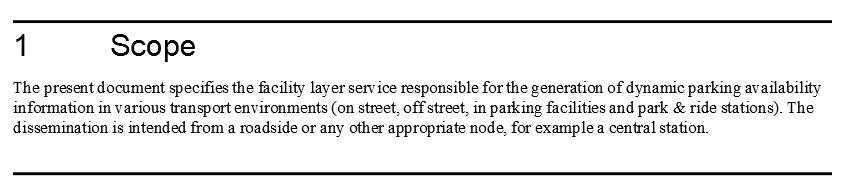 1 Scope
The present document specifies the facility layer service responsible for the generation of dynamic parking availability
information in various transport environments (on street, off street, in parking facilities and park & ride stations). The
dissemination is intended from a roadside or any other appropriate node, for example a central station.